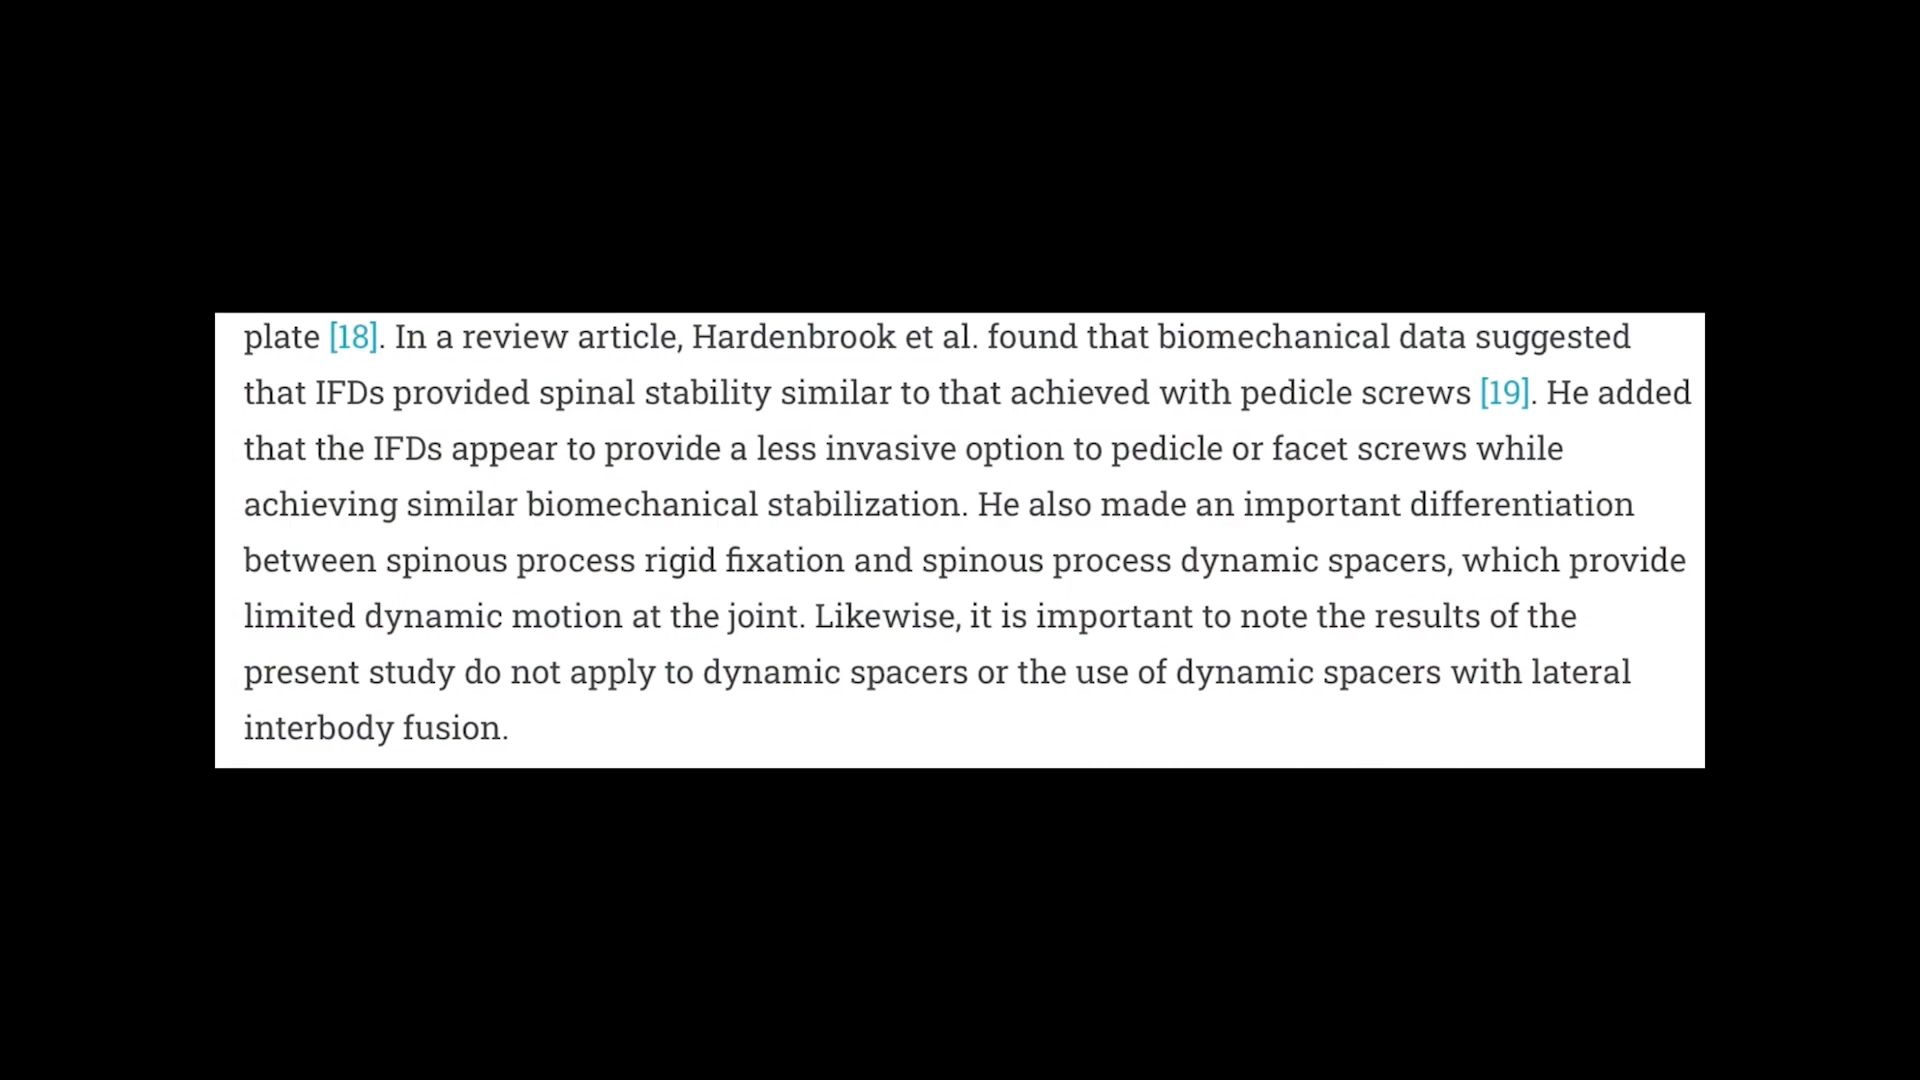 plate [18]. In a review article, Hardenbrook et al. found that biomechanical data suggested
that IFDs provided spinal stability similar to that achieved with pedicle screws [19]. He added
that the IFDs appear to provide a less invasive option to pedicle or facet screws while
achieving similar biomechanical stabilization. He also made an important differentiation
between spinous process rigid fixation and spinous process dynamic spacers, which provide
limited dynamic motion at the joint. Likewise, it is important to note the results of the
present study do not apply to dynamic spacers or the use of dynamic spacers with lateral
interbody fusion.